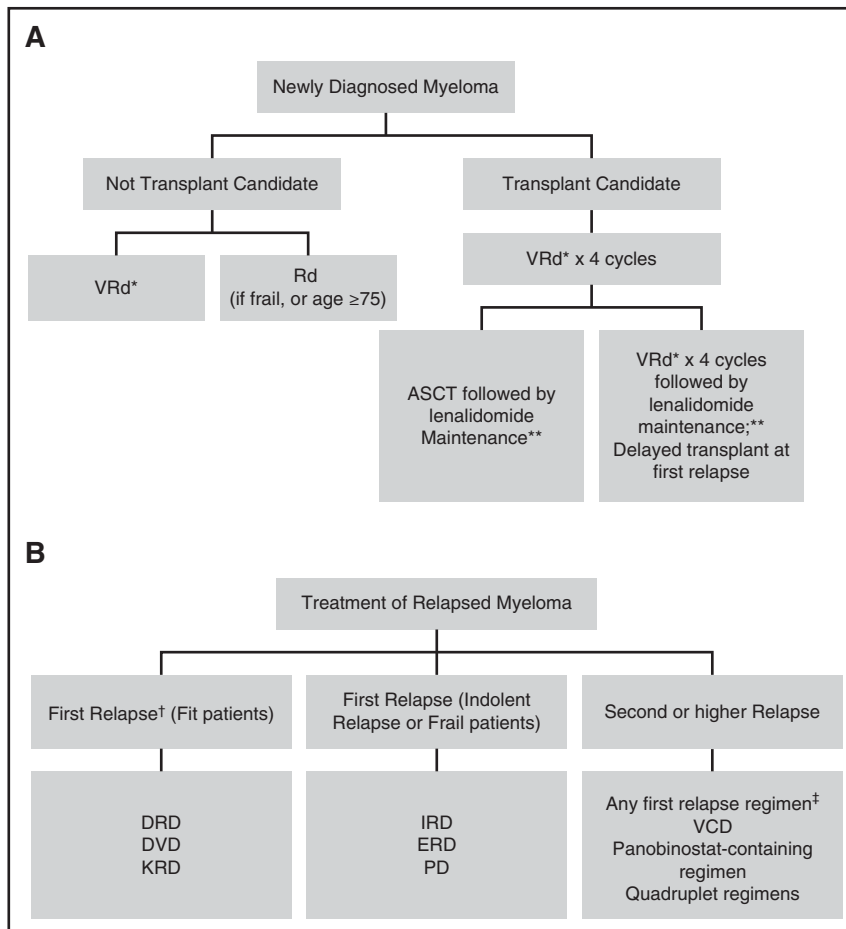 A
Newly Diagnosed Myeloma
Not Transplant Candidate
Transplant Candidate
VRd*
Rd
(if frail, or age ≥75)
VRd* x 4 cycles
ASCT followed by
lenalidomide
Maintenance**
VRd* x 4 cycles
followed by
lenalidomide
maintenance;**
Delayed transplant at
first relapse
B
Treatment of Relapsed Myeloma
First Relapse† (Fit patients)
First Relapse (Indolent
Relapse or Frail patients)
Second or higher Relapse
DRD
DVD
KRD
IRD
ERD
PD
Any first relapse regimen‡
VCD
Panobinostat-containing
regimen
Quadruplet regimens